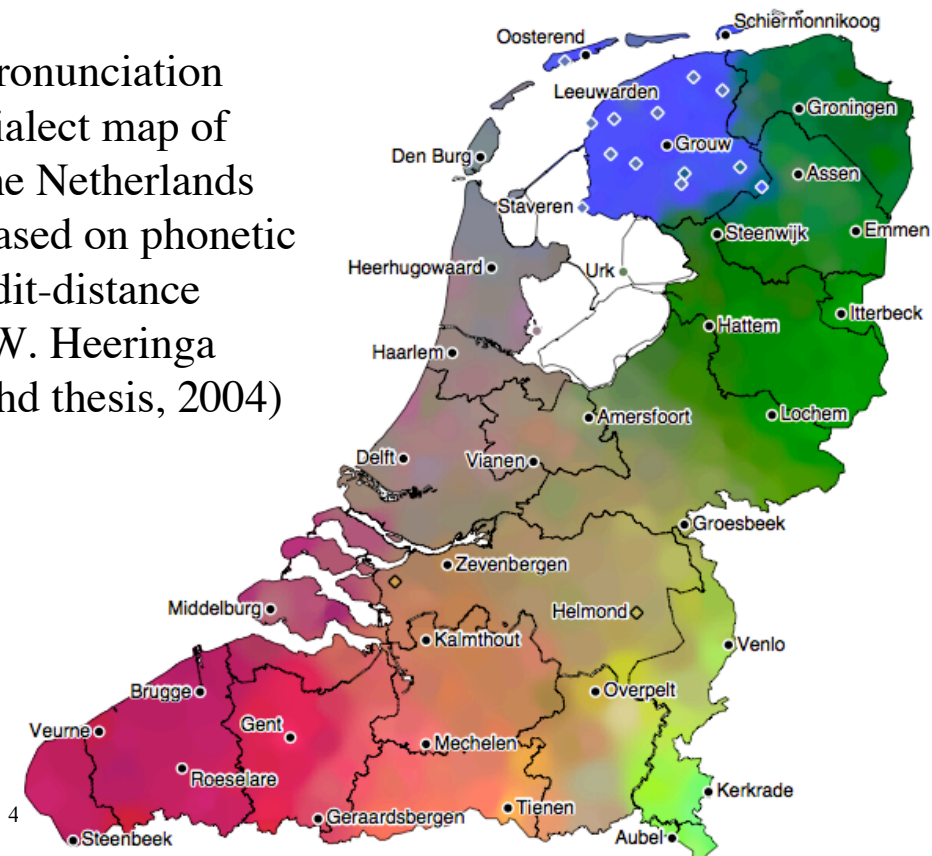 ronunciation
ialect map of
he Netherlands
ased on phonetic
dit-distance
W. Heeringa
hd thesis, 2004)
Schiermonnikoog
Oosterend
Leeuwarden
Groningen
Grouw
Den Burg
Assen
Staveren
Steenwijk
Emmen
Heerhugowaard
Urk
Itterbeck
Hattem
Haarlem
Amersfoort
Lochem
Delft
Vianen
Groesbeek
Zevenbergen
Middelburg
Helmond
Kalmthout
Venlo
Brugge
Overpelt
Gent
Veurne
Mechelen
Roeselare
Kerkrade
Tienen
4
Geraardsbergen
Aubel
Steenbeek